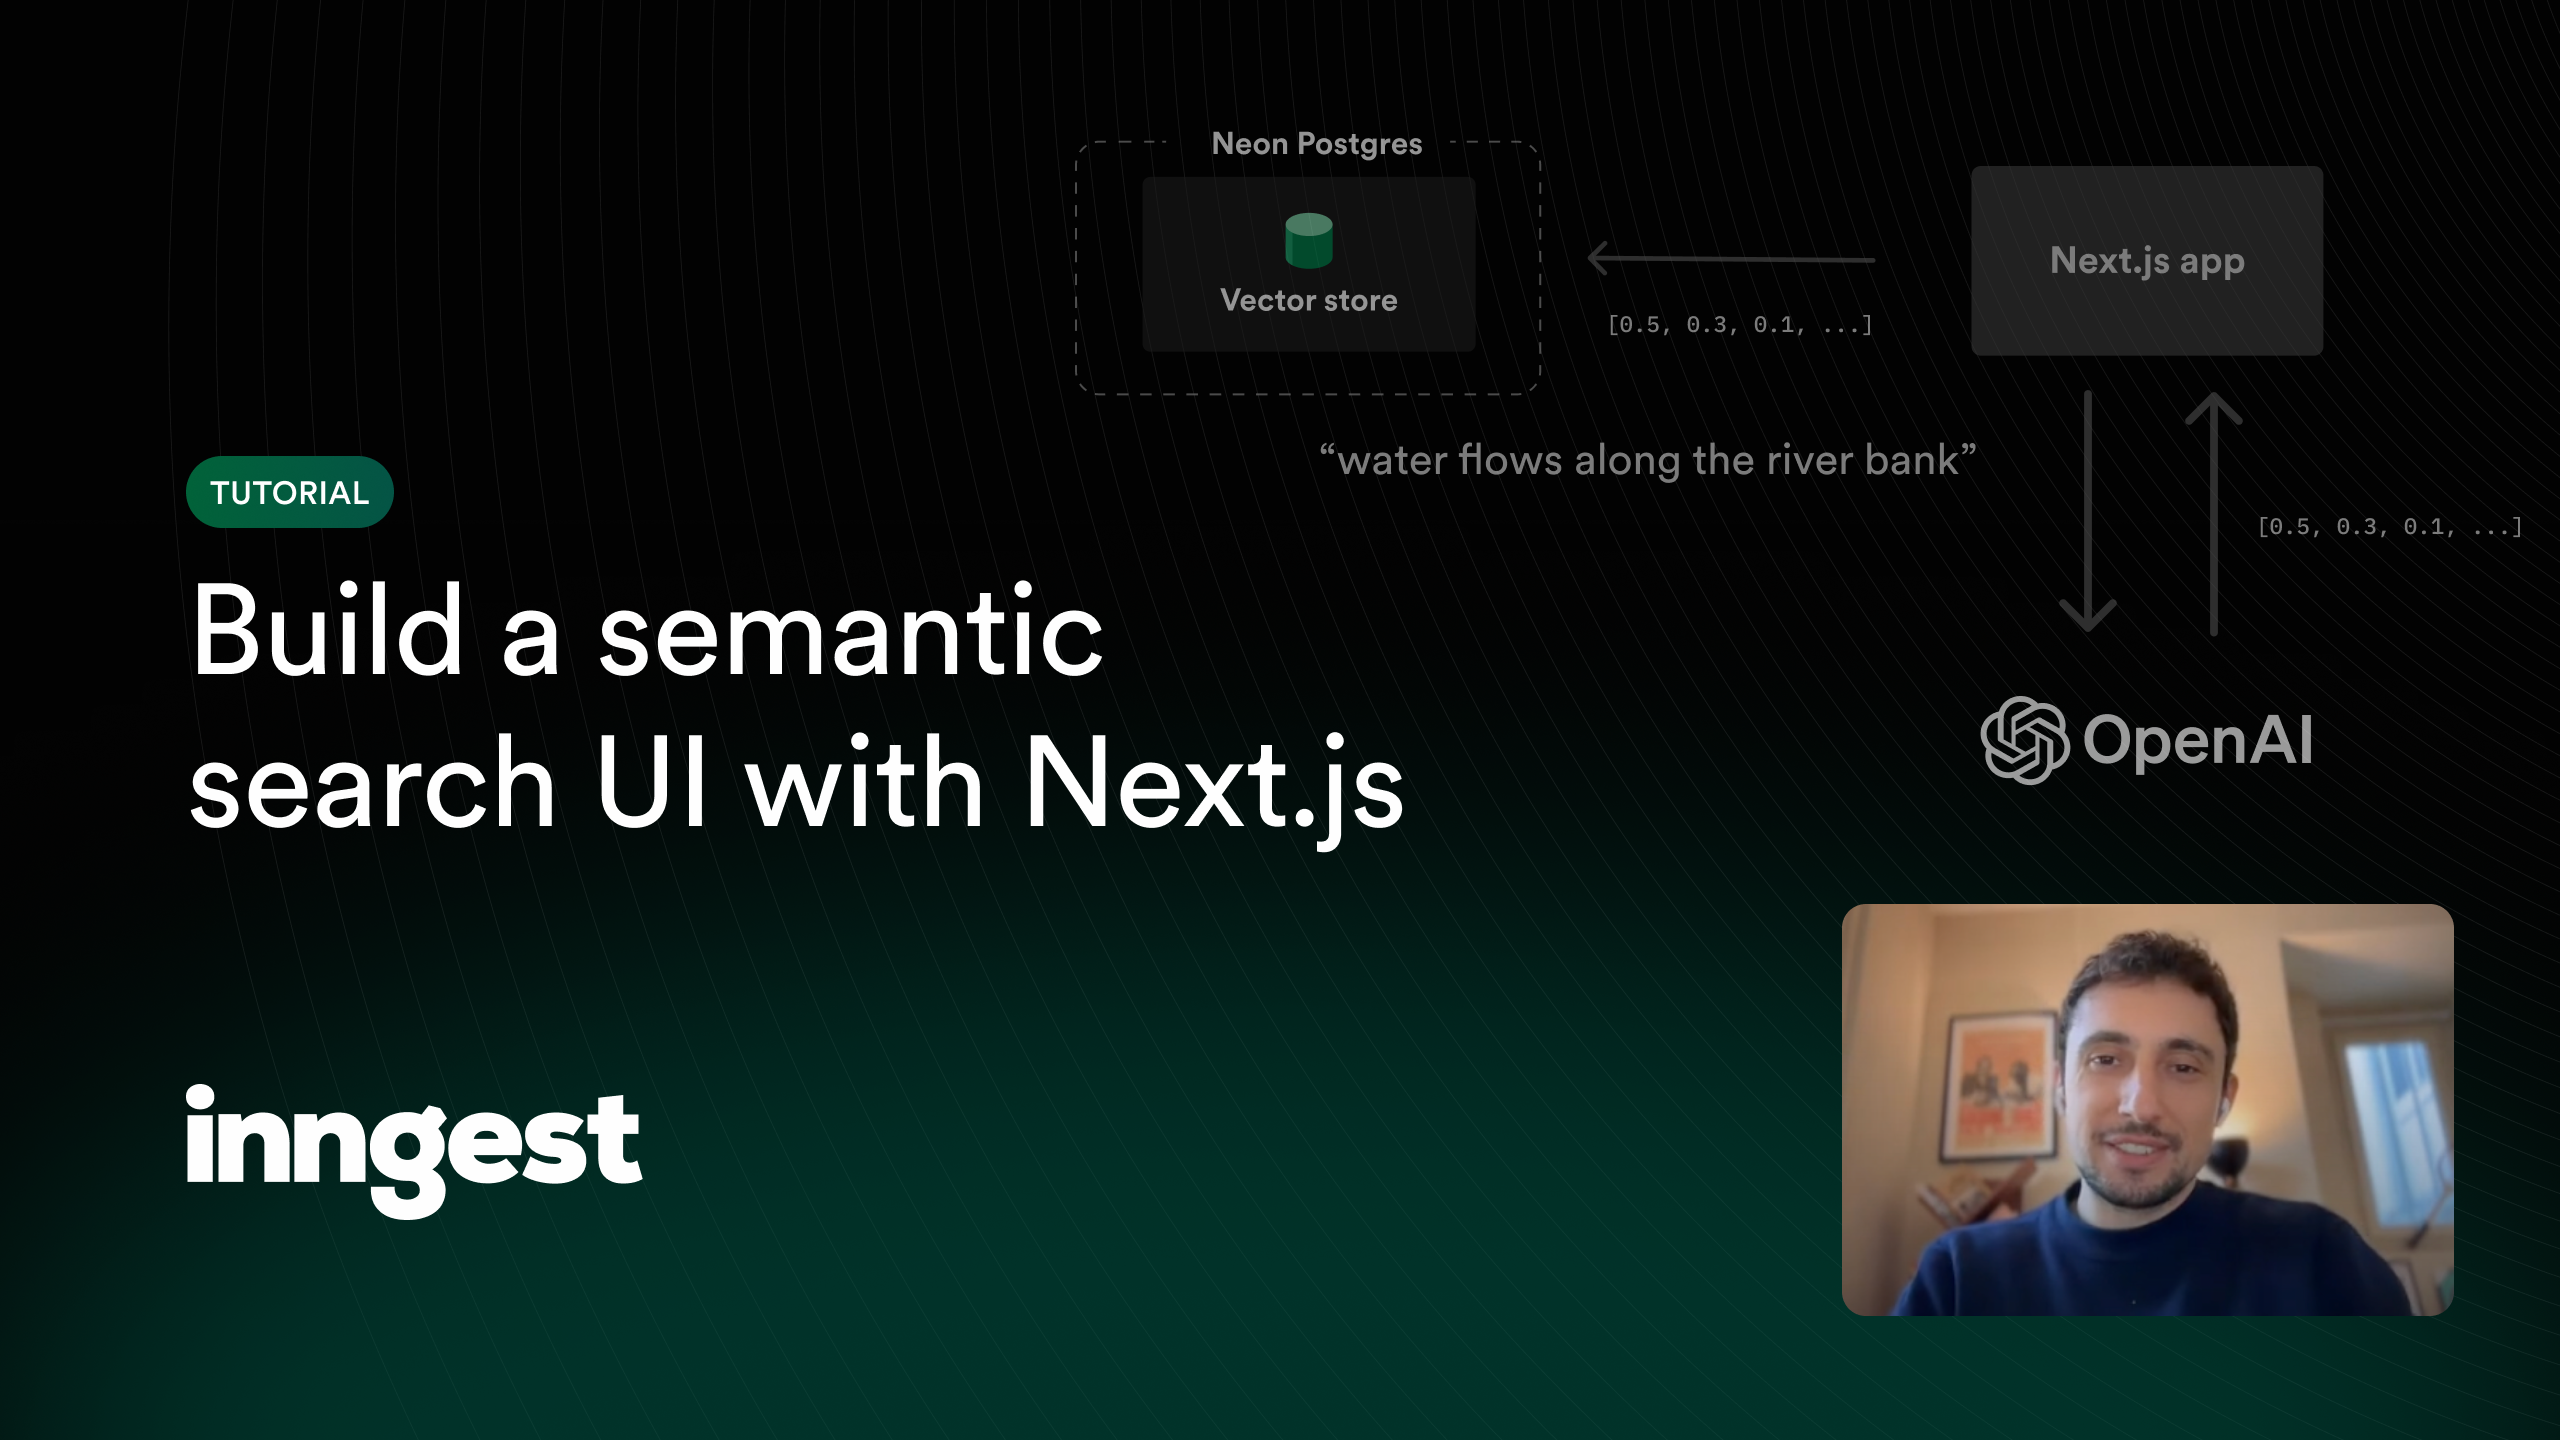 Neon Postgres
Vector store
[0.5, 0.3, 0.1, ...]
Next.js app
“water flows along the river bank”
[0.5, 0.3, 0.1, ...]
OpenAI
TUTORIAL
Build a semantic
search UI with Next.js
inngest